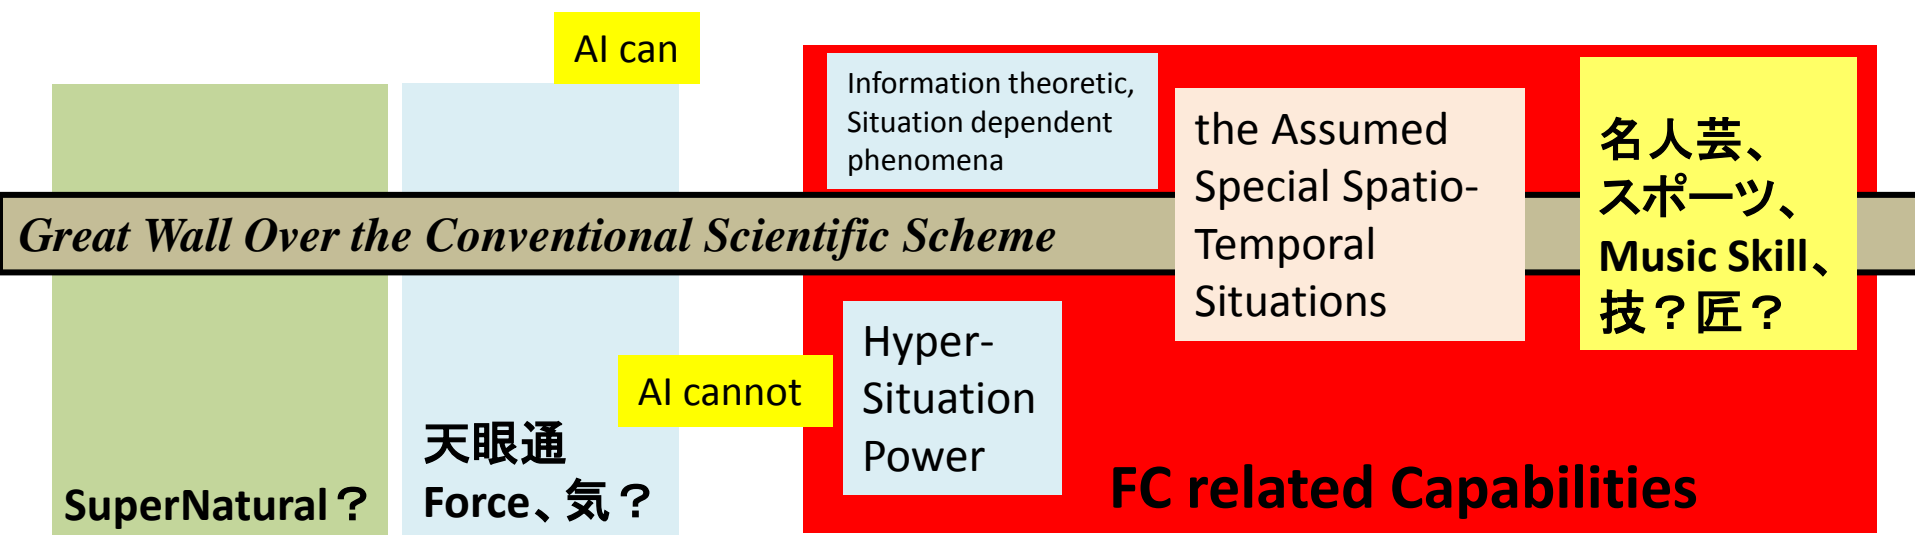 AI can
Information theoretic,
Situation dependent
phenomena
the Assumed
Special Spatio-
Temporal
Situations
名人芸、
スポーツ、
Music Skill、
技？匠？
Great Wall Over the Conventional Scientific Scheme
AI cannot
Hyper-
Situation
Power
SuperNatural？
天眼通
Force、気？
FC related Capabilities